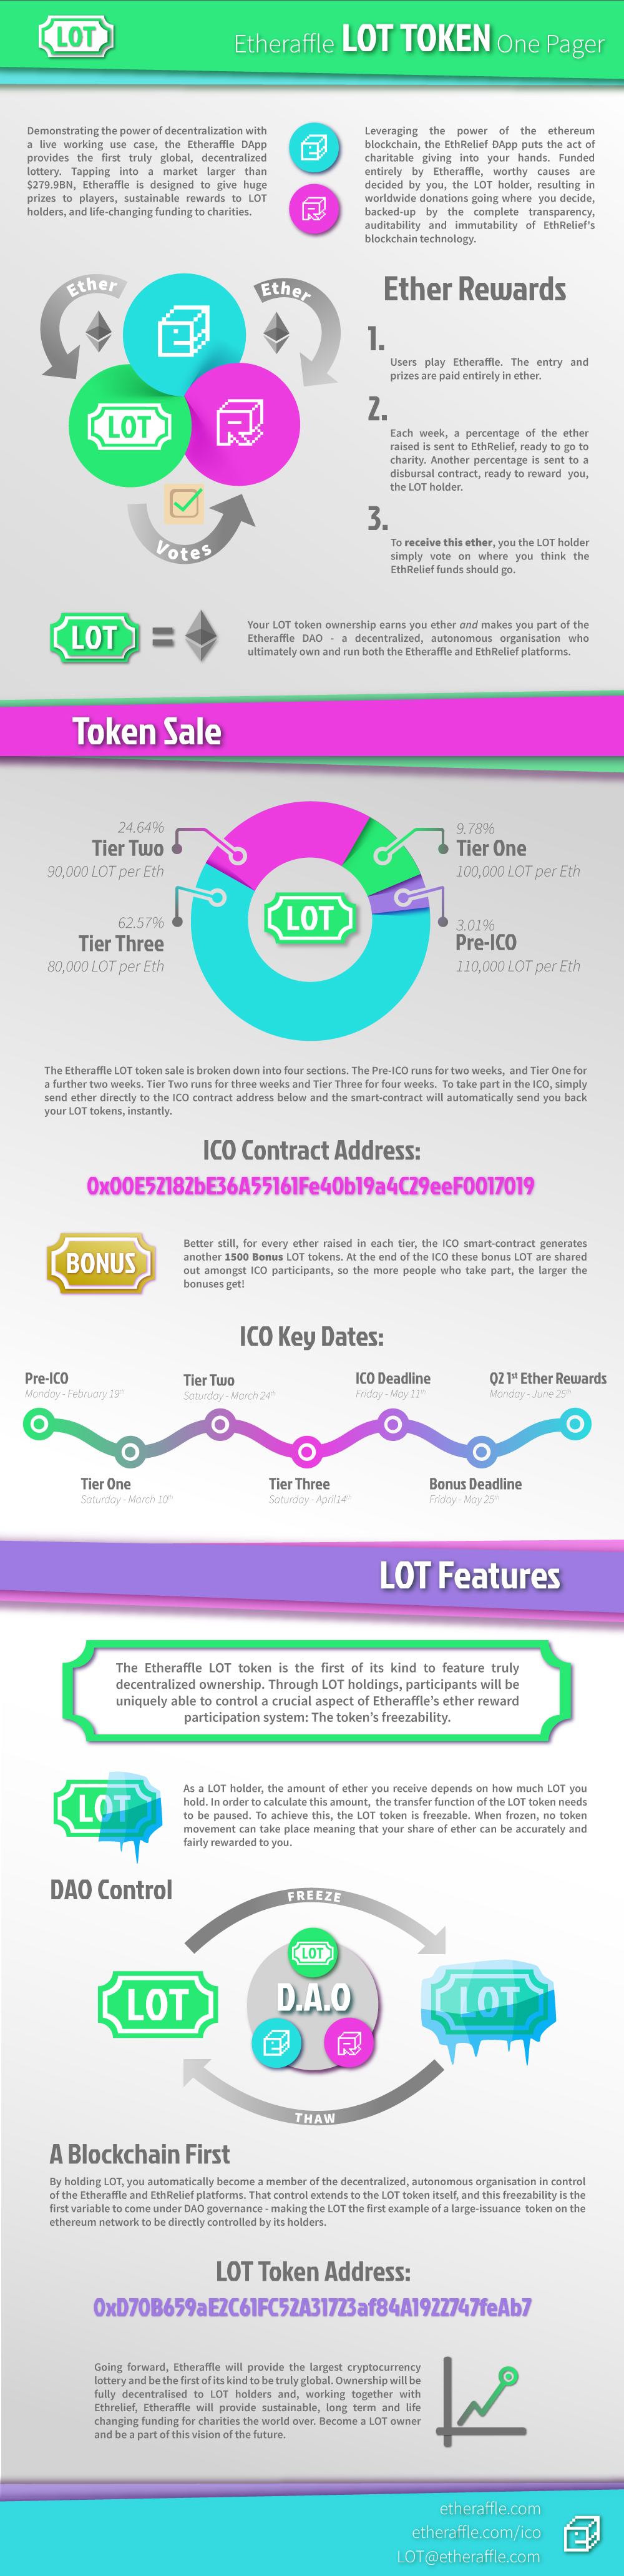 LOT
Etheraffle LOT TOKEN One Pager
Demonstrating the power of decentralization with
a live working use case, the Etheraffle DApp
provides the first truly global, decentralized
lottery. Tapping into a market larger than
$279.9BN, Etheraffle is designed to give huge
prizes to players, sustainable rewards to LOT
holders, and life-changing funding to charities.
Leveraging the power of the ethereum
blockchain, the EthRelief DApp puts the act of
charitable giving into your hands. Funded
entirely by Etheraffle, worthy causes are
decided by you, the LOT holder, resulting in
worldwide donations going where you decide,
backed-up by the complete transparency,
auditability and immutability of EthRelief's
blockchain technology.
Ether
Ether
LOT
Votes
Ether Rewards
1.
Users play Etheraffle. The entry and
prizes are paid entirely in ether.
2.
Each week, a percentage of the ether
raised is sent to EthRelief, ready to go to
charity. Another percentage is sent to a
disbursal contract, ready to reward you,
the LOT holder.
3.
To receive this ether, you the LOT holder
simply vote on where you think the
EthRelief funds should go.
LOT
=
Your LOT token ownership earns you ether and makes you part of the
Etheraffle DAO - a decentralized, autonomous organisation who
ultimately own and run both the Etheraffle and EthRelief platforms.
Token Sale
24.64%
Tier Two
90,000 LOT per Eth
62.57%
Tier Three
80,000 LOT per Eth
LOT
9.78%
Tier One
100,000 LOT per Eth
3.01%
Pre-ICO
110,000 LOT per Eth
The Etheraffle LOT token sale is broken down into four sections. The Pre-ICO runs for two weeks, and Tier One for
a further two weeks. Tier Two runs for three weeks and Tier Three for four weeks. To take part in the ICO, simply
send ether directly to the ICO contract address below and the smart-contract will automatically send you back
your LOT tokens, instantly.
ICO Contract Address:
0x00E52182bE36A55161Fe40b19a4C29eeF0017019
BONUS
Better still, for every ether raised in each tier, the ICO smart-contract generates
another 1500 Bonus LOT tokens. At the end of the ICO these bonus LOT are shared
out amongst ICO participants, so the more people who take part, the larger the
bonuses get!
ICO Key Dates:
Pre-ICO
Monday - February 19th
Tier Two
Saturday - March 24th
ICO Deadline
Friday - May 11th
Q2 1st Ether Rewards
Monday - June 25th
Tier One
Saturday - March 10th
Tier Three
Saturday - April14th
Bonus Deadline
Friday - May 25th
LOT Features
The Etheraffle LOT token is the first of its kind to feature truly
decentralized ownership. Through LOT holdings, participants will be
uniquely able to control a crucial aspect of Etheraffle's ether reward
participation system: The token's freezability.
LOT
As a LOT holder, the amount of ether you receive depends on how much LOT you
hold. In order to calculate this amount, the transfer function of the LOT token needs
to be paused. To achieve this, the LOT token is freezable. When frozen, no token
movement can take place meaning that your share of ether can be accurately and
fairly rewarded to you.
DAO Control
FREEZE
LOT
LOT
D.A.O
LOT
THAW
A Blockchain First
By holding LOT, you automatically become a member of the decentralized, autonomous organisation in control
of the Etheraffle and EthRelief platforms. That control extends to the LOT token itself, and this freezability is the
first variable to come under DAO governance - making the LOT the first example of a large-issuance token on the
ethereum network to be directly controlled by its holders.
LOT Token Address:
0xD70B659aE2C61FC52A31723af84A1922747feAb7
Going forward, Etheraffle will provide the largest cryptocurrency
lottery and be the first of its kind to be truly global. Ownership will be
fully decentralised to LOT holders and, working together with
Ethrelief, Etheraffle will provide sustainable, long term and life
changing funding for charities the world over. Become a LOT owner
and be a part of this vision of the future.
etheraffle.com
etheraffle.com/ico
LOT@etheraffle.com